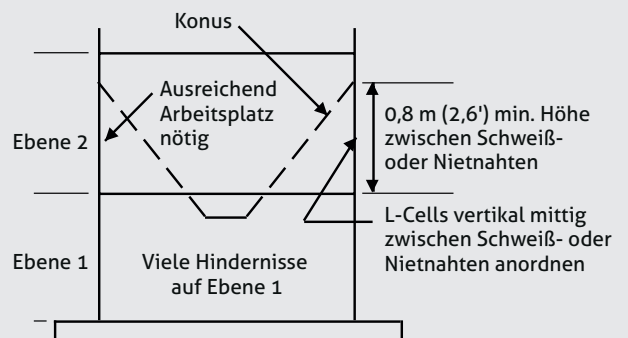 Konus
Ausreichend
Arbeitsplatz
nötig
Ebene 2
0,8 m (2,6') min. Höhe
zwischen Schweiß-
oder Nietnahten
L-Cells vertikal mittig
zwischen Schweiß- oder
Nietnahten anordnen
Ebene 1
Viele Hindernisse
auf Ebene 1